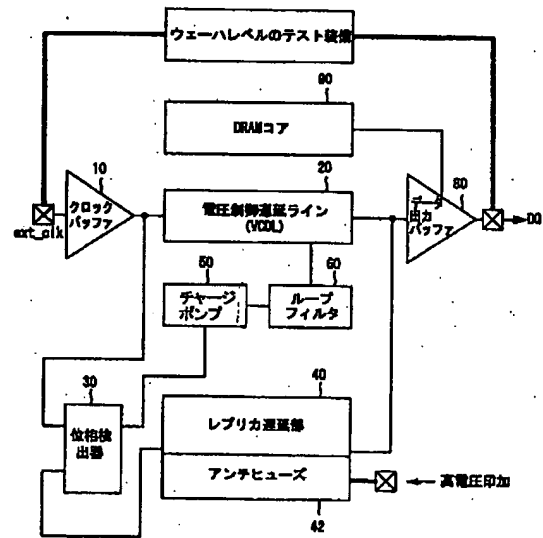 ウェーハレベルのテスト装備
90
DRAMコア
10
クロック
バッファ
ext_clk
20
電圧制御遅延ライン
(VCDL)
80
データ
出力
バッファ
DQ
50
チャージ
ポンプ
60
ループ
フィルタ
30
位相検
出器
40
レプリカ遅延部
アンチヒューズ
42
高電圧印加